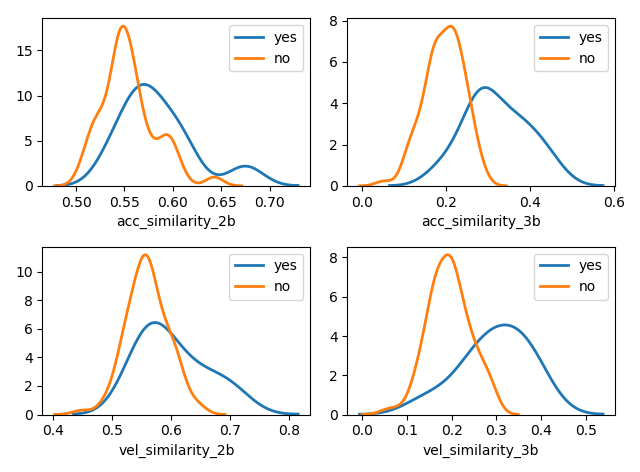 yes
no
15
10
5
0
0.50 0.55 0.60 0.65 0.70
acc_similarity_2b
yes
no
8
6
4
2
0
0.0 0.2 0.4 0.6
acc_similarity_3b
yes
no
10
8
6
4
2
0
0.4 0.5 0.6 0.7 0.8
vel_similarity_2b
yes
no
8
6
4
2
0
0.0 0.1 0.2 0.3 0.4 0.5
vel_similarity_3b